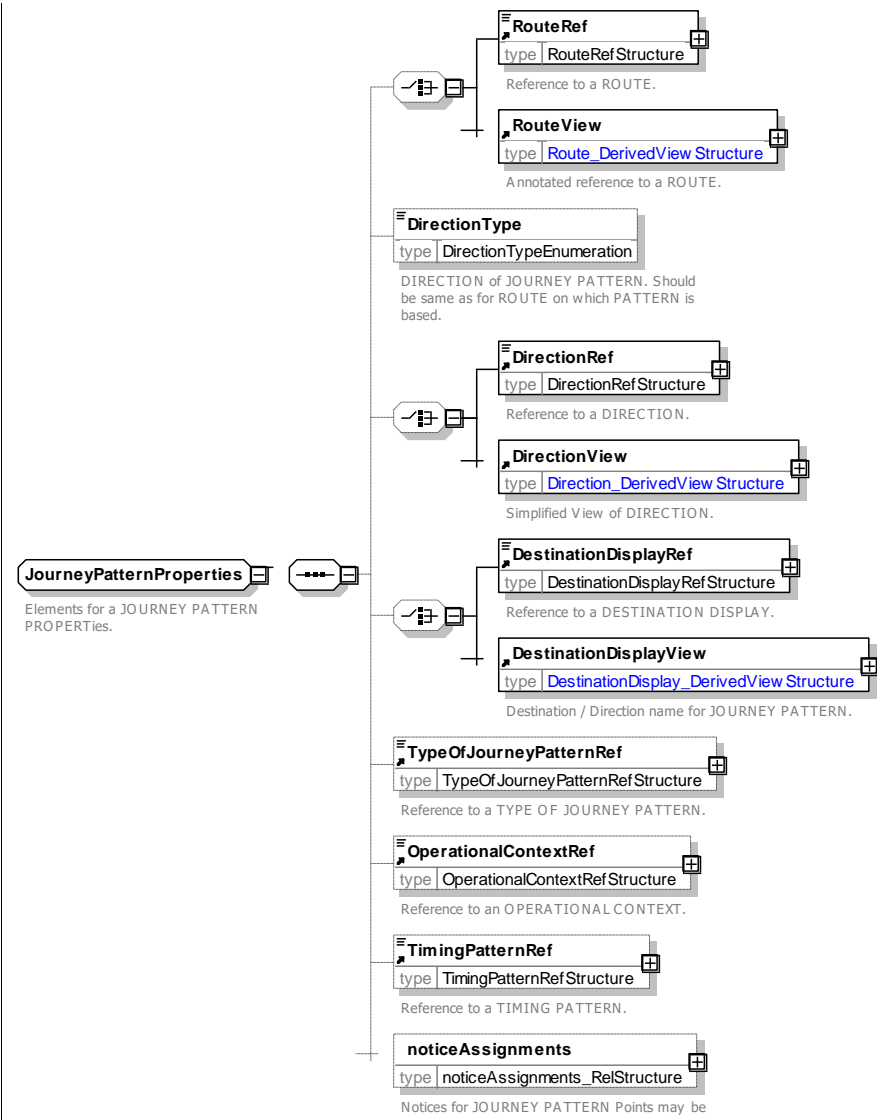 RouteRef
type RouteRefStructure
Reference to a ROUTE.
RouteView
type Route_DerivedViewStructure
Annotated reference to a ROUTE.
DirectionType
type DirectionTypeEnumeration
DIRECTION of JOURNEY PATTERN. Should
be same as for ROUTE on which PATTERN is
based.
DirectionRef
type DirectionRefStructure
Reference to a DIRECTION.
DirectionView
type Direction_DerivedViewStructure
Simplified View of DIRECTION.
JourneyPatternProperties
Elements for a JOURNEY PATTERN
PROPERTies.
DestinationDisplayRef
type DestinationDisplayRefStructure
Reference to a DESTINATION DISPLAY.
DestinationDisplayView
type DestinationDisplay_DerivedViewStructure
Destination / Direction name for JOURNEY PATTERN.
TypeOfJourneyPatternRef
type TypeOfJourneyPatternRefStructure
Reference to a TYPE OF JOURNEY PATTERN.
OperationalContextRef
type OperationalContextRefStructure
Reference to an OPERATIONAL CONTEXT.
TimingPatternRef
type TimingPatternRefStructure
Reference to a TIMING PATTERN.
noticeAssignments
type noticeAssignments_RelStructure
Notices for JOURNEY PATTERN Points may be